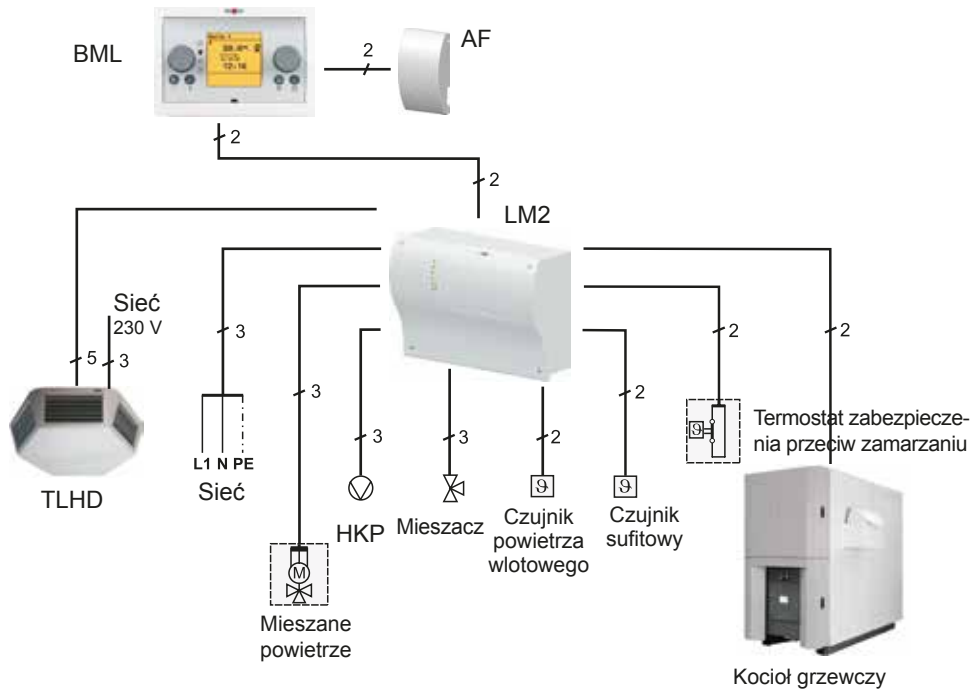 BML
2
AF
12:16
2
2
LM2
Sieć
230 V
5
3
3
3
3
3
2
2
2
2
L1 N PE
Sieć
TLHD
HKP
Mieszacz
Czujnik
powietrza
wlotowego
Czujnik
sufitowy
Termostat zabezpiecze-
nia przeciw zamarzaniu
M
Mieszane
powietrze
ϑ
ϑ
ϑ
Kocioł grzewczy